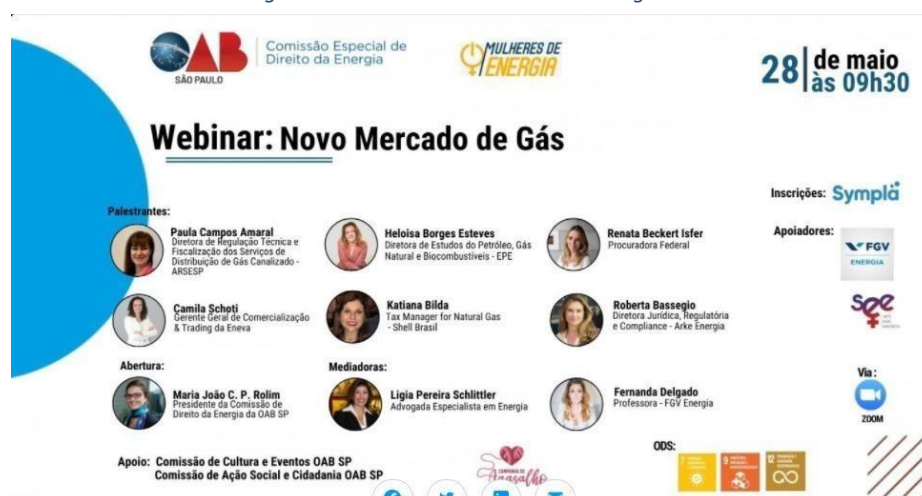 OAB
SÃO PAULO
Comissão Especial de
Direito da Energia
MULHERES DE
ENERGIA
28 de maio
às 09h30
Webinar: Novo Mercado de Gás
Inscrições: Sympla
Palestrantes:
Paula Campos Amaral
Diretora de Regulação Técnica e
Fiscalização dos Serviços de
Distribuição de Gás Canalizado -
ARSESP
Heloisa Borges Esteves
Diretora de Estudos do Petróleo, Gás
Natural e Biocombustíveis - EPE
Renata Beckert Isfer
Procuradora Federal
Apoiadores:
FGV
ENERGIA
Camila Schoti
Gerente Geral de Comercialização
& Trading da Eneva
Katiana Bilda
Tax Manager for Natural Gas
- Shell Brasil
Roberta Bassegio
Diretora Jurídica, Regulatória
e Compliance - Arke Energia
see
Abertura:
Maria João C. P. Rolim
Presidente da Comissão de
Direito da Energia da OAB SP
Mediadoras:
Ligia Pereira Schlittler
Advogada Especialista em Energia
Fernanda Delgado
Professora - FGV Energia
Via:
ZOOM
Apoio: Comissão de Cultura e Eventos OAB SP
Comissão de Ação Social e Cidadania OAB SP
Agasalho
ODS:
7
9
12